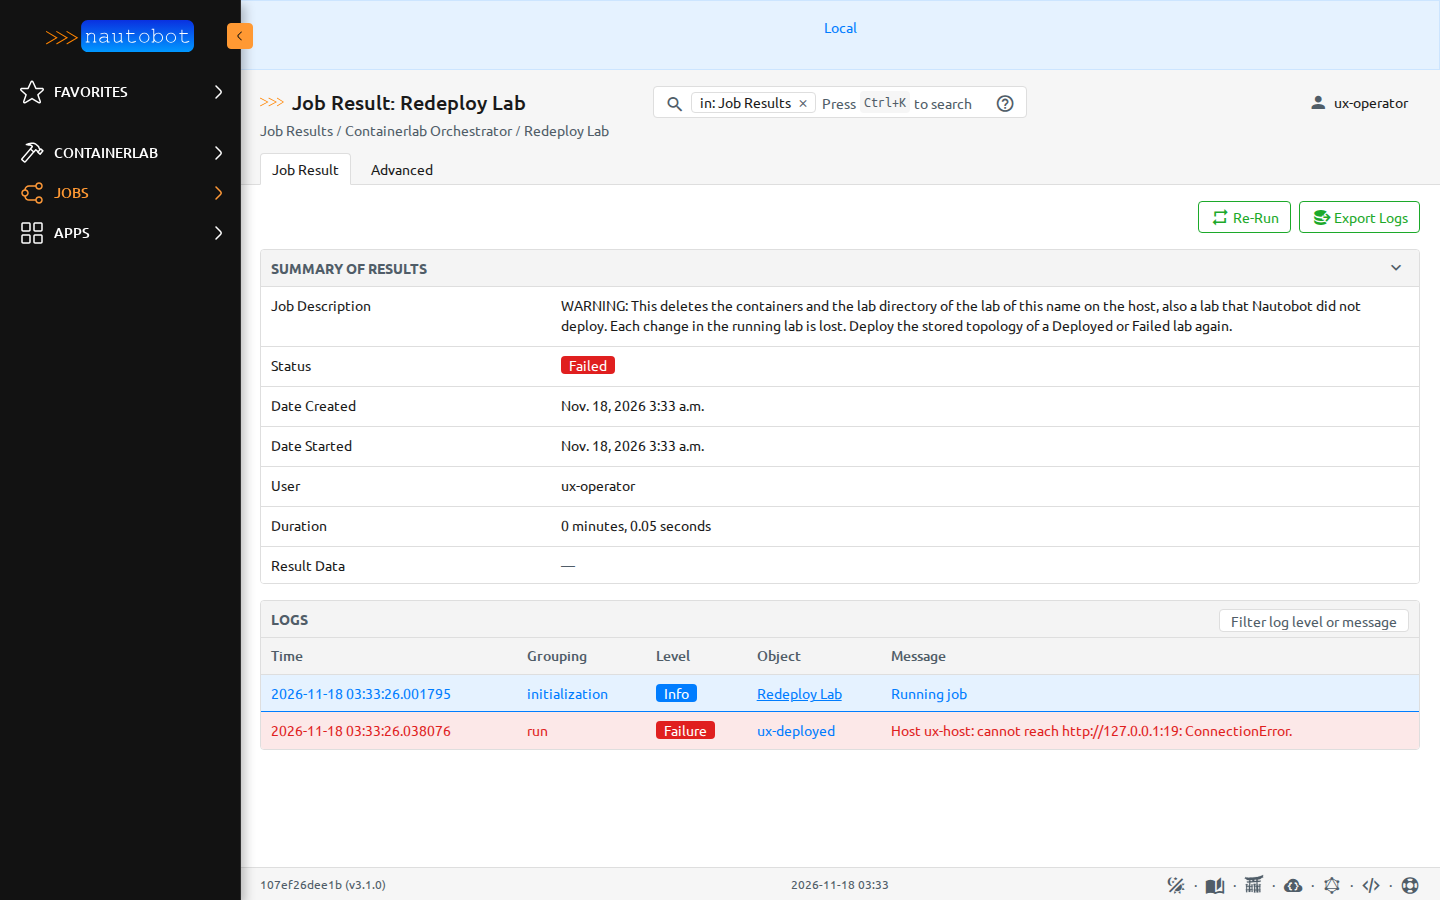 nautobot
FAVORITES
CONTAINERLAB
JOBS
APPS
Local
Job Result: Redeploy Lab
in: Job Results × Press Ctrl+K to search
ux-operator
Job Results / Containerlab Orchestrator / Redeploy Lab
Job Result
Advanced
Re-Run
Export Logs
SUMMARY OF RESULTS
Job Description
WARNING: This deletes the containers and the lab directory of the lab of this name on the host, also a lab that Nautobot did not
deploy. Each change in the running lab is lost. Deploy the stored topology of a Deployed or Failed lab again.
Status
Failed
Date Created
Nov. 18, 2026 3:33 a.m.
Date Started
Nov. 18, 2026 3:33 a.m.
User
ux-operator
Duration
0 minutes, 0.05 seconds
Result Data
—
LOGS
Filter log level or message
Time Grouping Level Object Message
2026-11-18 03:33:26.001795 initialization Info Redeploy Lab Running job
2026-11-18 03:33:26.038076 run Failure ux-deployed Host ux-host: cannot reach http://127.0.0.1:19: ConnectionError.
107ef26dee1b (v3.1.0)
2026-11-18 03:33